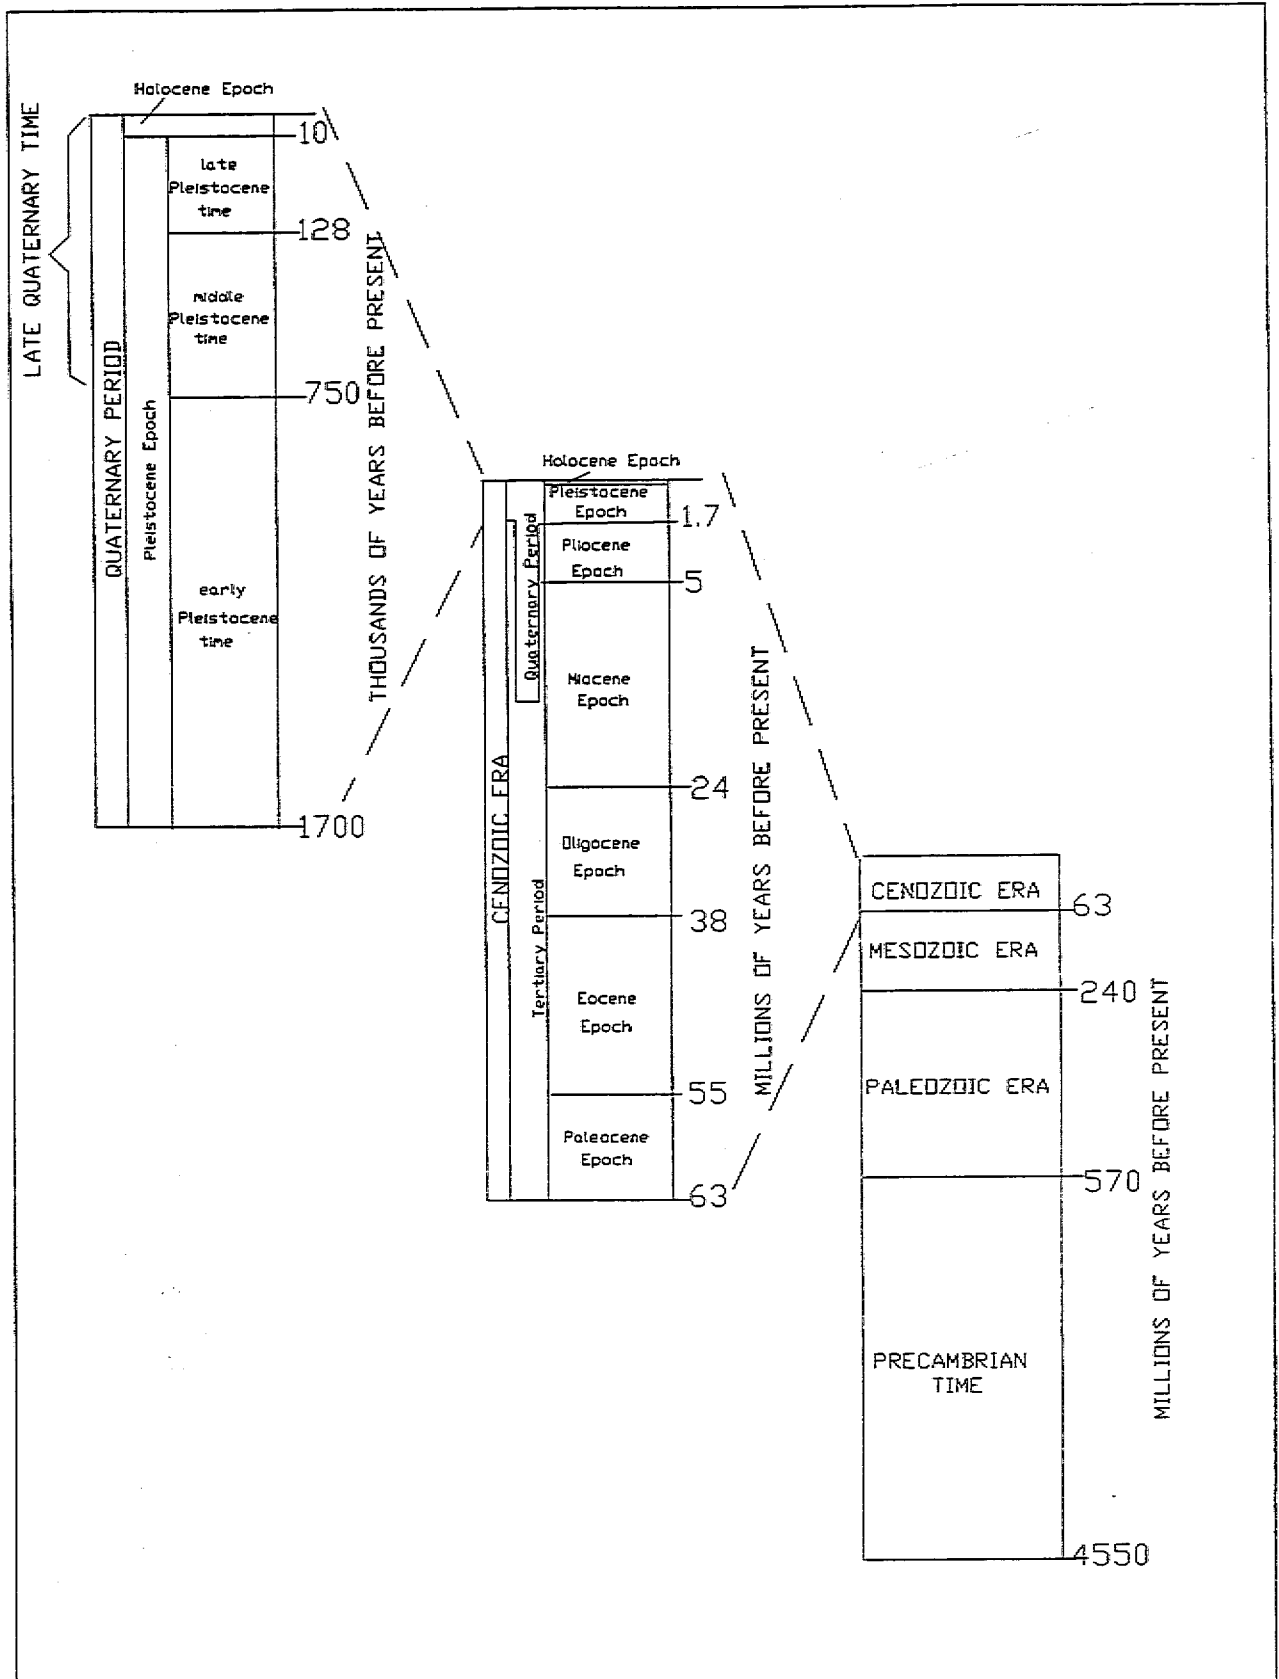 LATE QUATERNARY TIME
QUATERNARY PERIOD
Pleistocene Epoch
Holocene Epoch
10
late
Pleistocene
time
128
middle
Pleistocene
time
750
early
Pleistocene
time
1700
THOUSANDS OF YEARS BEFORE PRESENT
CENOZOIC ERA
Quaternary Period
Tertiary Period
Holocene Epoch
Pleistocene
Epoch
1.7
Pliocene
Epoch
5
Miocene
Epoch
24
Oligocene
Epoch
38
Eocene
Epoch
55
Paleocene
Epoch
63
MILLIONS OF YEARS BEFORE PRESENT
CENOZOIC ERA
63
MESOZOIC ERA
240
PALEOZOIC ERA
570
PRECAMBRIAN
TIME
4550
MILLIONS OF YEARS BEFORE PRESENT